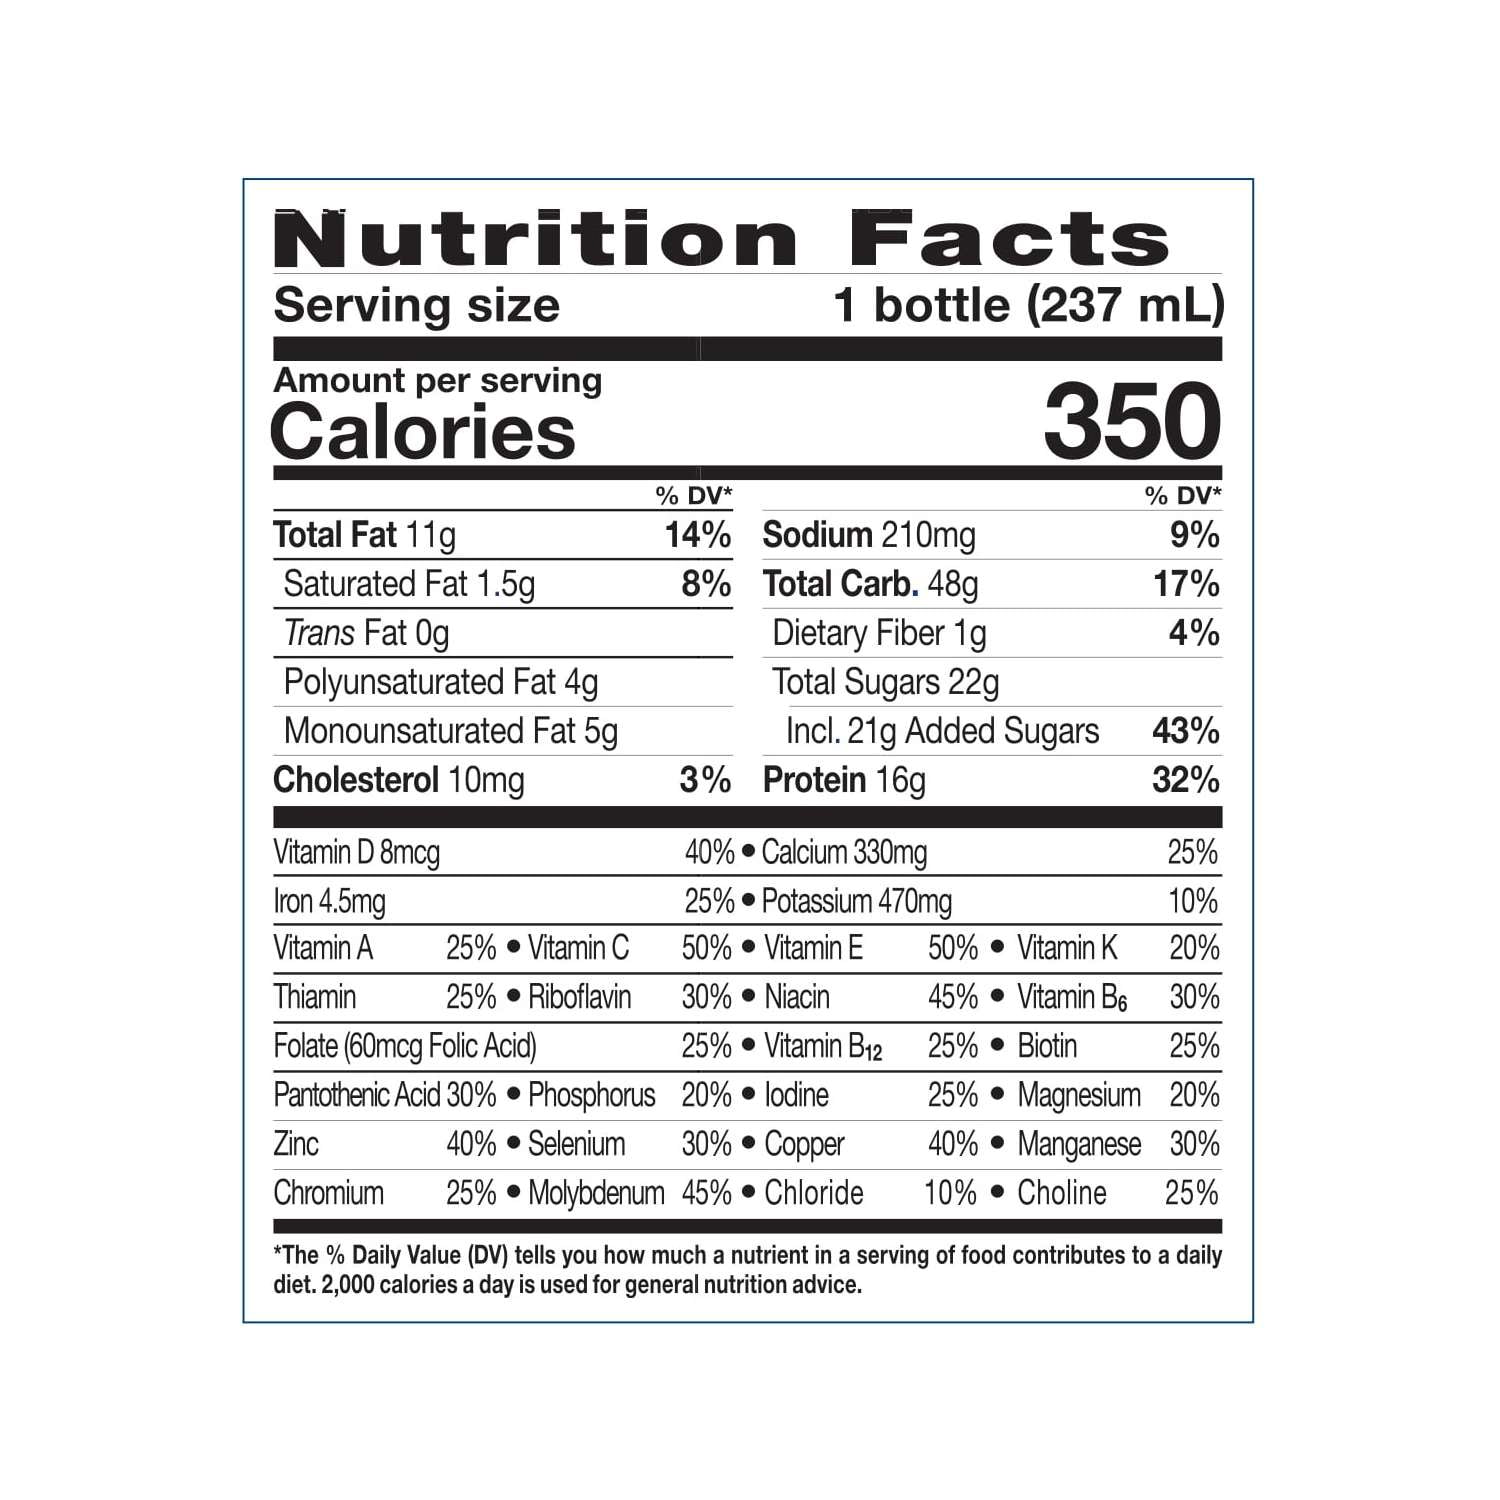 Nutrition Facts
Serving size 1 bottle (237 mL)
Amount per serving
Calories 350
% DV* % DV*
Total Fat 11g 14% Sodium 210mg 9%
Saturated Fat 1.5g 8% Total Carb. 48g 17%
Trans Fat 0g Dietary Fiber 1g 4%
Polyunsaturated Fat 4g Total Sugars 22g
Monounsaturated Fat 5g Incl. 21g Added Sugars 43%
Cholesterol 10mg 3% Protein 16g 32%
Vitamin D 8mcg 40% • Calcium 330mg 25%
Iron 4.5mg 25% • Potassium 470mg 10%
Vitamin A 25% • Vitamin C 50% • Vitamin E 50% • Vitamin K 20%
Thiamin 25% • Riboflavin 30% • Niacin 45% • Vitamin B6 30%
Folate (60mcg Folic Acid) 25% • Vitamin B12 25% • Biotin 25%
Pantothenic Acid 30% • Phosphorus 20% • Iodine 25% • Magnesium 20%
Zinc 40% • Selenium 30% • Copper 40% • Manganese 30%
Chromium 25% • Molybdenum 45% • Chloride 10% • Choline 25%
*The % Daily Value (DV) tells you how much a nutrient in a serving of food contributes to a daily
diet. 2,000 calories a day is used for general nutrition advice.